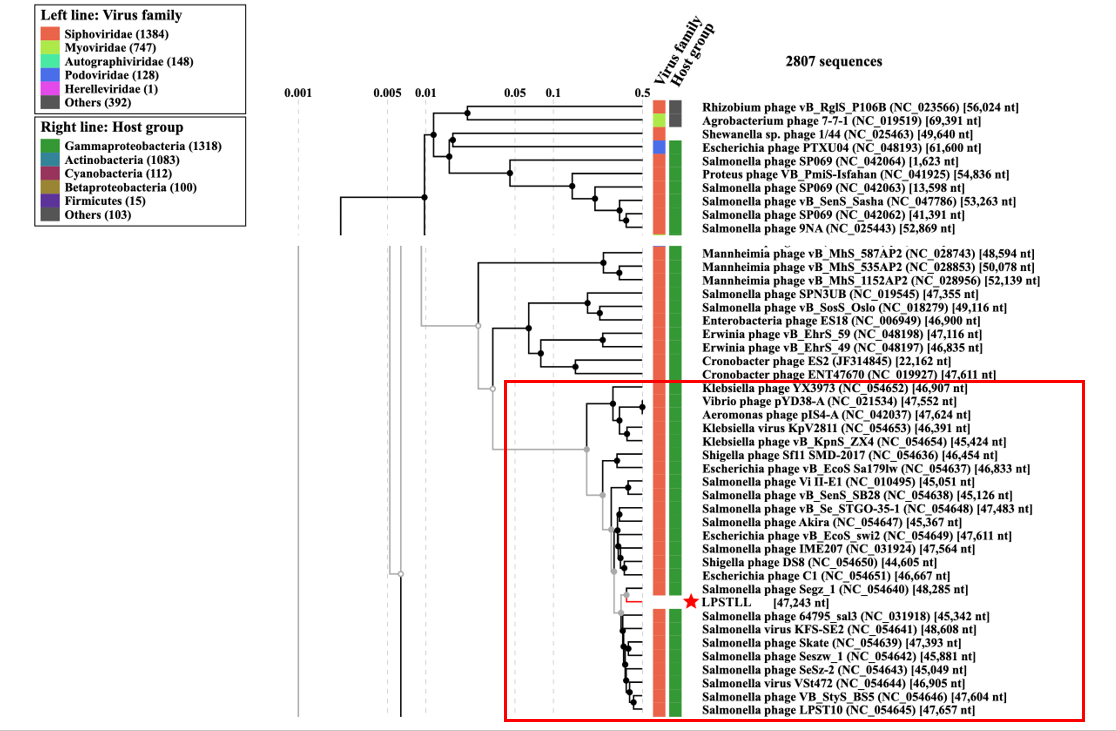 Left line: Virus family
Siphoviridae (1384)
Myoviridae (747)
Autographiviridae (148)
Podoviridae (128)
Herelleviridae (1)
Others (392)
Right line: Host group
Gammaproteobacteria (1318)
Actinobacteria (1083)
Cyanobacteria (112)
Betaproteobacteria (100)
Firmicutes (15)
Others (103)
Virus family
Host group
2807 sequences
0.001 0.005 0.01 0.05 0.1 0.5
Rhizobium phage vB_RglS_P106B (NC_023566) [56,024 nt]
Agrobacterium phage 7-7-1 (NC_019519) [69,391 nt]
Shewanella sp. phage 1/44 (NC_025463) [49,640 nt]
Escherichia phage PTXU04 (NC_048193) [61,600 nt]
Salmonella phage SP069 (NC_042064) [1,623 nt]
Proteus phage VB_PmiS-Isfahan (NC_041925) [54,836 nt]
Salmonella phage SP069 (NC_042063) [13,598 nt]
Salmonella phage vB_SenS_Sasha (NC_047786) [53,263 nt]
Salmonella phage SP069 (NC_042062) [41,391 nt]
Salmonella phage 9NA (NC_025443) [52,869 nt]
Mannheimia phage vB_MhS_587AP2 (NC_028743) [48,594 nt]
Mannheimia phage vB_MhS_535AP2 (NC_028853) [50,078 nt]
Mannheimia phage vB_MhS_1152AP2 (NC_028956) [52,139 nt]
Salmonella phage SPN3UB (NC_019545) [47,355 nt]
Salmonella phage vB_SosS_Oslo (NC_018279) [49,116 nt]
Enterobacteria phage ES18 (NC_006949) [46,900 nt]
Erwinia phage vB_EhrS_59 (NC_048198) [47,116 nt]
Erwinia phage vB_EhrS_49 (NC_048197) [46,835 nt]
Cronobacter phage ES2 (JF314845) [22,162 nt]
Cronobacter phage ENT47670 (NC_019927) [47,611 nt]
Klebsiella phage YX3973 (NC_054652) [46,907 nt]
Vibrio phage pYD38-A (NC_021534) [47,552 nt]
Aeromonas phage pIS4-A (NC_042037) [47,624 nt]
Klebsiella virus KpV2811 (NC_054653) [46,391 nt]
Klebsiella phage vB_KpnS_ZX4 (NC_054654) [45,424 nt]
Shigella phage Sf11 SMD-2017 (NC_054636) [46,454 nt]
Escherichia phage vB_EcoS Sa179lw (NC_054637) [46,833 nt]
Salmonella phage Vi II-E1 (NC_010495) [45,051 nt]
Salmonella phage vB_SenS_SB28 (NC_054638) [45,126 nt]
Salmonella phage vB_Se_STGO-35-1 (NC_054648) [47,483 nt]
Salmonella phage Akira (NC_054647) [45,367 nt]
Escherichia phage vB_EcoS_swi2 (NC_054649) [47,611 nt]
Salmonella phage IME207 (NC_031924) [47,564 nt]
Shigella phage DS8 (NC_054650) [44,605 nt]
Escherichia phage C1 (NC_054651) [46,667 nt]
Salmonella phage Segz_1 (NC_054640) [48,285 nt]
LPSTLL [47,243 nt]
Salmonella phage 64795_sal3 (NC_031918) [45,342 nt]
Salmonella virus KFS-SE2 (NC_054641) [48,608 nt]
Salmonella phage Skate (NC_054639) [47,393 nt]
Salmonella phage Seszw_1 (NC_054642) [45,881 nt]
Salmonella phage SeSz-2 (NC_054643) [45,049 nt]
Salmonella virus VSt472 (NC_054644) [46,905 nt]
Salmonella phage VB_StyS_BS5 (NC_054646) [47,604 nt]
Salmonella phage LPST10 (NC_054645) [47,657 nt]